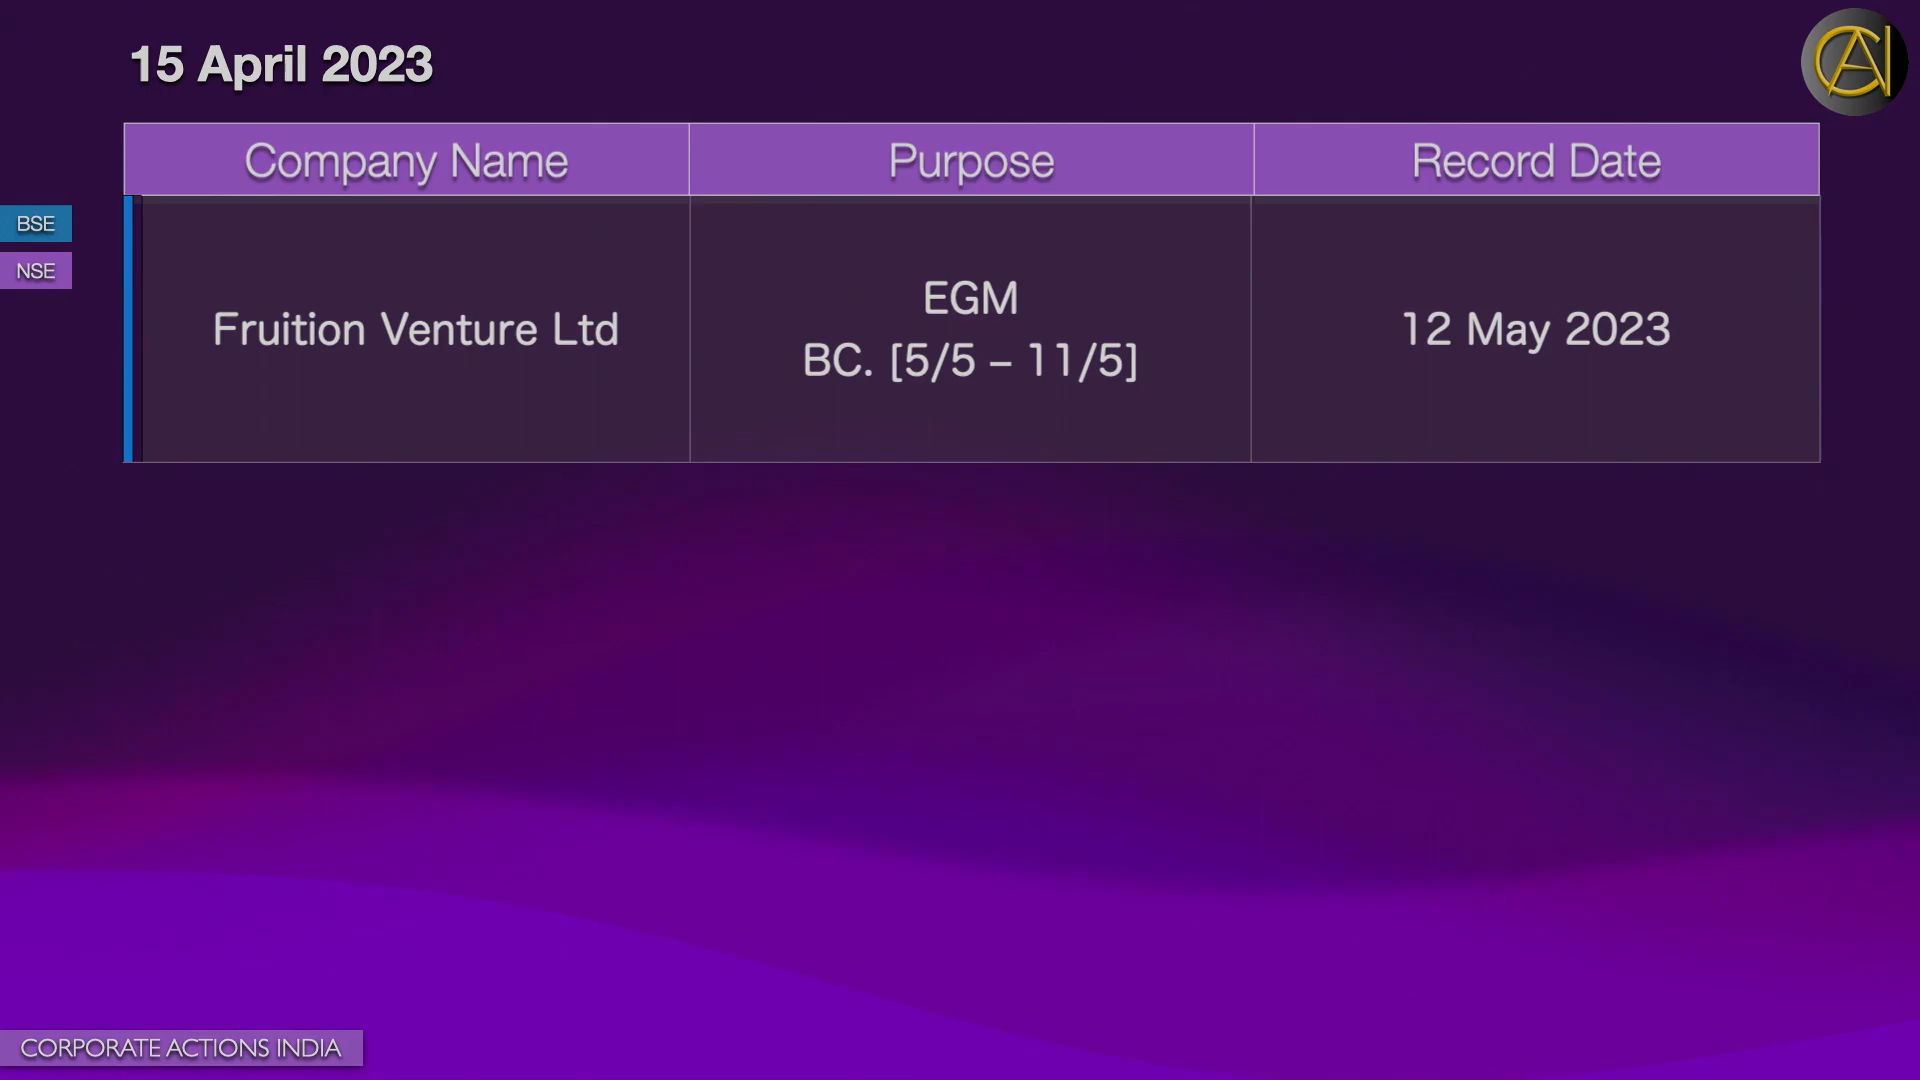 15 April 2023
CAI
Company Name
Purpose
Record Date
BSE
NSE
Fruition Venture Ltd
EGM
BC. [5/5 – 11/5]
12 May 2023
CORPORATE ACTIONS INDIA